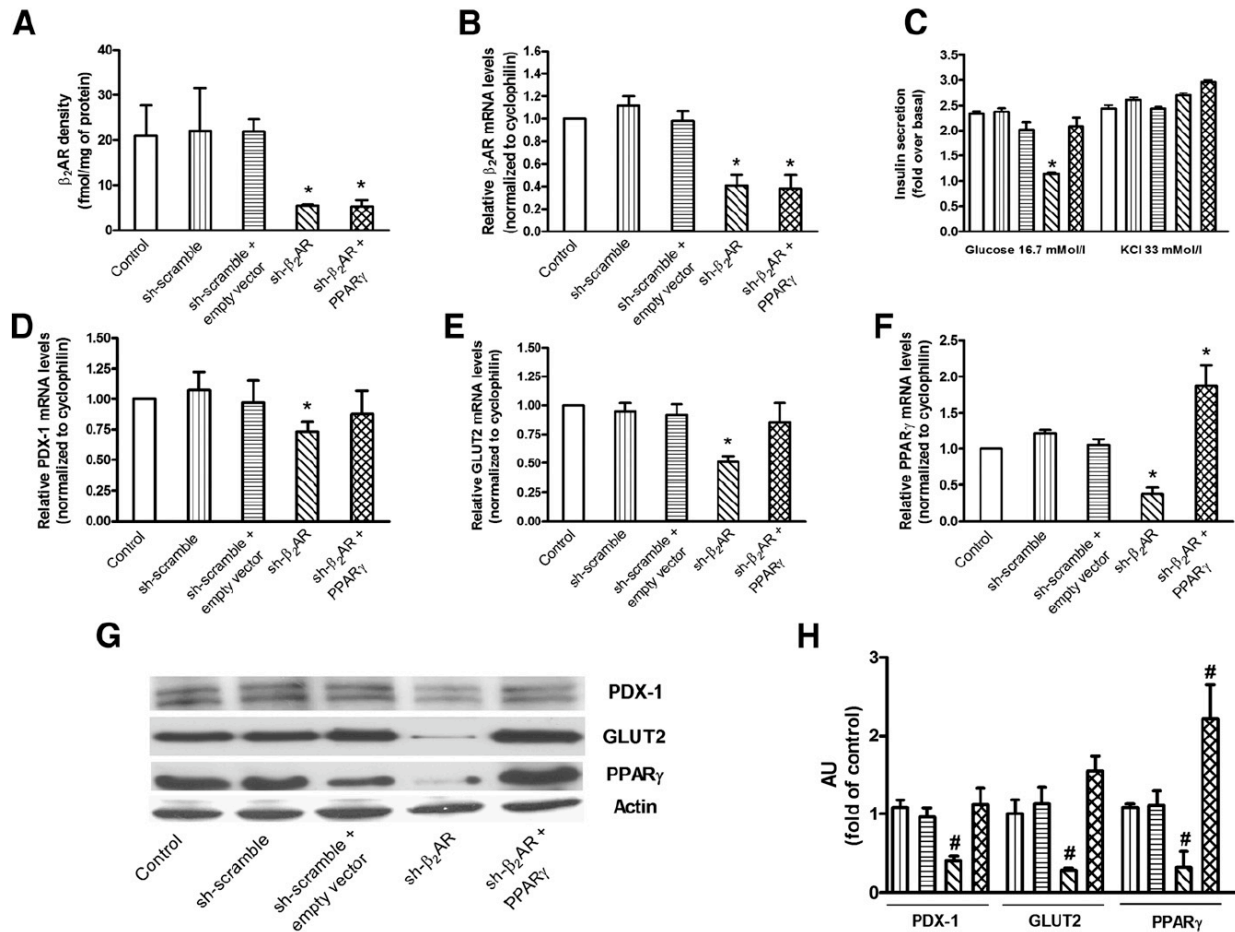 A
β₂AR density
(fmol/mg of protein)
40
30
20
10
0
*
*
Control
sh-scramble
sh-scramble +
empty vector
sh-β₂AR
sh-β₂AR +
PPARγ
B
Relative β₂AR mRNA levels
(normalized to cyclophilin)
1.6
1.4
1.2
1.0
0.8
0.6
0.4
0.2
0.0
*
*
Control
sh-scramble
sh-scramble +
empty vector
sh-β₂AR
sh-β₂AR +
PPARγ
C
Insulin secretion
(fold over basal)
3.5
3.0
2.5
2.0
1.5
1.0
0.5
0.0
*
Glucose 16.7 mMol/l
KCl 33 mMol/l
D
Relative PDX-1 mRNA levels
(normalized to cyclophilin)
1.50
1.25
1.00
0.75
0.50
0.25
0.00
*
Control
sh-scramble
sh-scramble +
empty vector
sh-β₂AR
sh-β₂AR +
PPARγ
E
Relative GLUT2 mRNA levels
(normalized to cyclophilin)
1.50
1.25
1.00
0.75
0.50
0.25
0.00
*
Control
sh-scramble
sh-scramble +
empty vector
sh-β₂AR
sh-β₂AR +
PPARγ
F
Relative PPARγ mRNA levels
(normalized to cyclophilin)
2.5
2.0
1.5
1.0
0.5
0.0
*
*
Control
sh-scramble
sh-scramble +
empty vector
sh-β₂AR
sh-β₂AR +
PPARγ
G
PDX-1
GLUT2
PPARγ
Actin
Control
sh-scramble
sh-scramble +
empty vector
sh-β₂AR
sh-β₂AR +
PPARγ
H
AU
(fold of control)
3
2
1
0
#
#
#
#
PDX-1
GLUT2
PPARγ